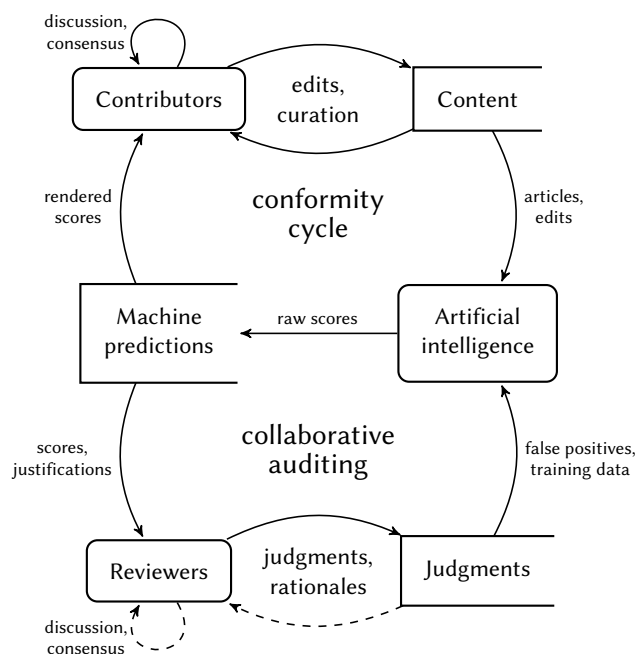 discussion,
consensus
Contributors
edits,
curation
Content
rendered
scores
conformity
cycle
articles,
edits
Machine
predictions
raw scores
Artificial
intelligence
scores,
justifications
collaborative
auditing
false positives,
training data
Reviewers
judgments,
rationales
Judgments
discussion,
consensus